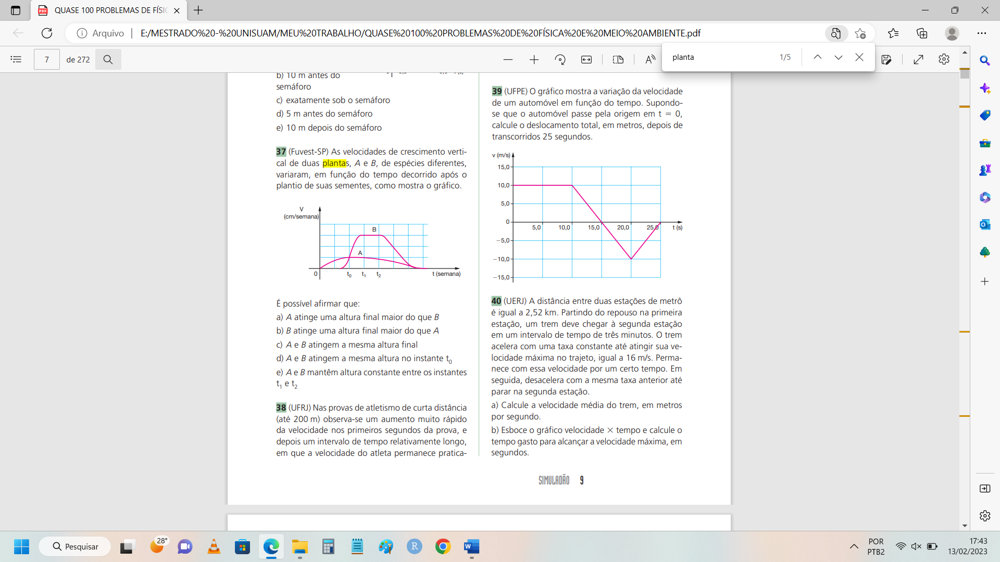 QUASE 100 PROBLEMAS DE FÍSIC
Arquivo
E:/MESTRADO%20-%20UNISUAM/MEU%20TRABALHO/QUASE%20100%20PROBLEMAS%20DE%20FÍSICA%20E%20MEIO%20AMBIENTE.pdf
7 de 272
planta 1/5
b) 10 m antes do
semáforo
c) exatamente sob o semáforo
d) 5 m antes do semáforo
e) 10 m depois do semáforo
37 (Fuvest-SP) As velocidades de crescimento verti-
cal de duas plantas, A e B, de espécies diferentes,
variaram, em função do tempo decorrido após o
plantio de suas sementes, como mostra o gráfico.
V
(cm/semana)
B
A
0 t0 t1 t2 t (semana)
É possível afirmar que:
a) A atinge uma altura final maior do que B
b) B atinge uma altura final maior do que A
c) A e B atingem a mesma altura final
d) A e B atingem a mesma altura no instante t0
e) A e B mantêm altura constante entre os instantes
t1 e t2
38 (UFRJ) Nas provas de atletismo de curta distância
(até 200 m) observa-se um aumento muito rápido
da velocidade nos primeiros segundos da prova, e
depois um intervalo de tempo relativamente longo,
em que a velocidade do atleta permanece pratica-
39 (UFPE) O gráfico mostra a variação da velocidade
de um automóvel em função do tempo. Supondo-
se que o automóvel passe pela origem em t = 0,
calcule o deslocamento total, em metros, depois de
transcorridos 25 segundos.
v (m/s)
15,0
10,0
5,0
0
5,0 10,0 15,0 20,0 25,0 t (s)
−5,0
−10,0
−15,0
40 (UERJ) A distância entre duas estações de metrô
é igual a 2,52 km. Partindo do repouso na primeira
estação, um trem deve chegar à segunda estação
em um intervalo de tempo de três minutos. O trem
acelera com uma taxa constante até atingir sua ve-
locidade máxima no trajeto, igual a 16 m/s. Perma-
nece com essa velocidade por um certo tempo. Em
seguida, desacelera com a mesma taxa anterior até
parar na segunda estação.
a) Calcule a velocidade média do trem, em metros
por segundo.
b) Esboce o gráfico velocidade × tempo e calcule o
tempo gasto para alcançar a velocidade máxima, em
segundos.
SIMULADÃO 9
Pesquisar
28°
POR
PTB2
17:43
13/02/2023